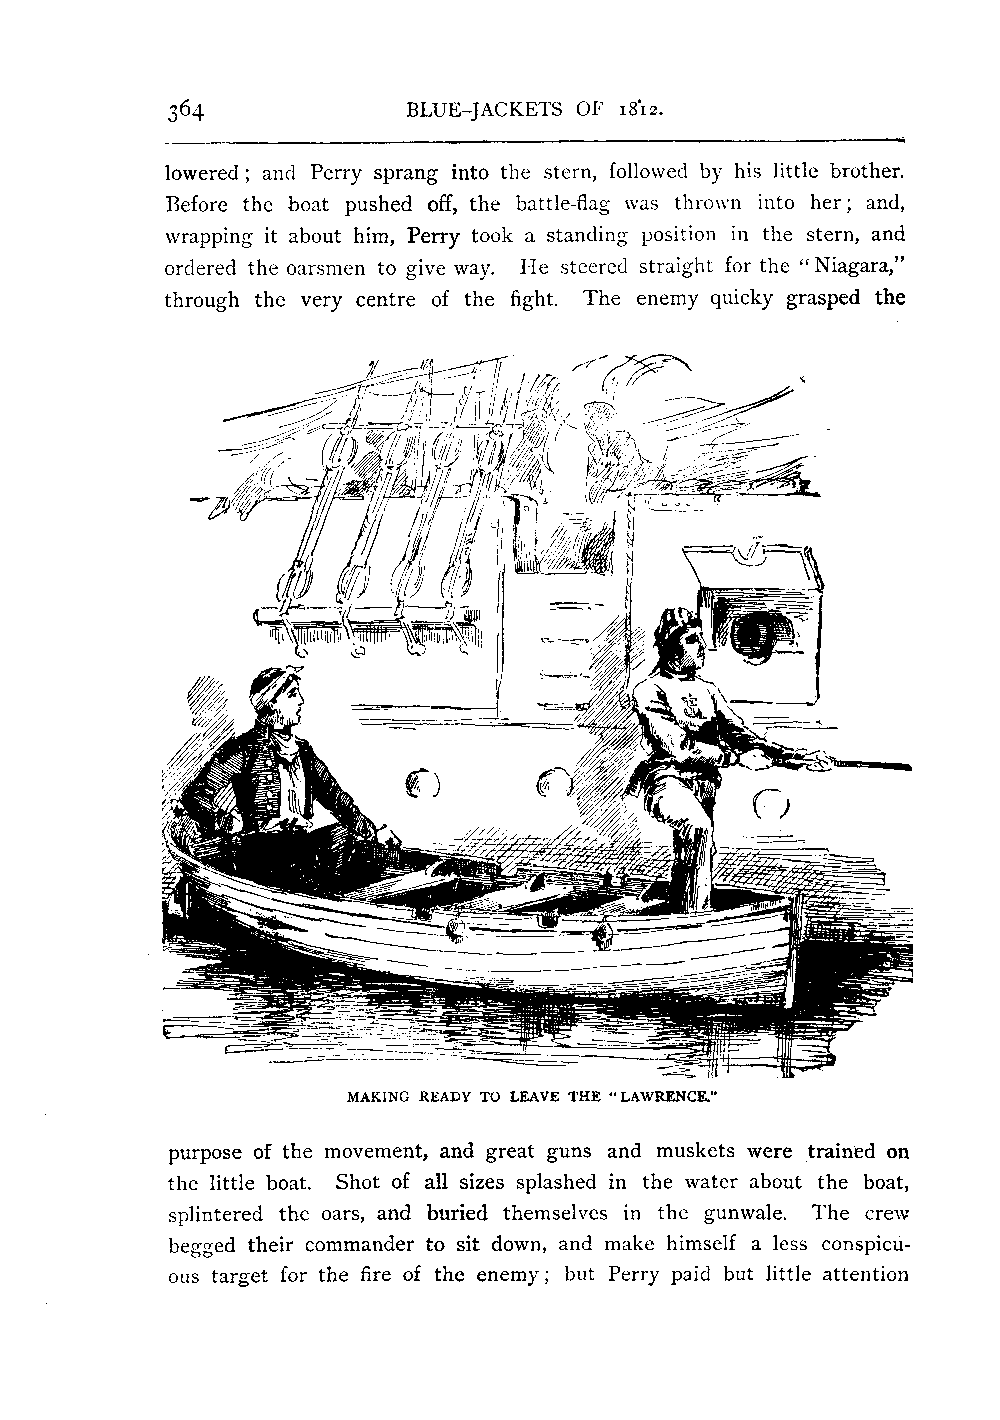 364 BLUE-JACKETS OF 1812.
lowered; and Perry sprang into the stern, followed by his little brother.
Before the boat pushed off, the battle-flag was thrown into her; and,
wrapping it about him, Perry took a standing position in the stern, and
ordered the oarsmen to give way. He steered straight for the "Niagara,"
through the very centre of the fight. The enemy quicky grasped the
MAKING READY TO LEAVE THE "LAWRENCE."
purpose of the movement, and great guns and muskets were trained on
the little boat. Shot of all sizes splashed in the water about the boat,
splintered the oars, and buried themselves in the gunwale. The crew
begged their commander to sit down, and make himself a less conspicu-
ous target for the fire of the enemy; but Perry paid but little attention